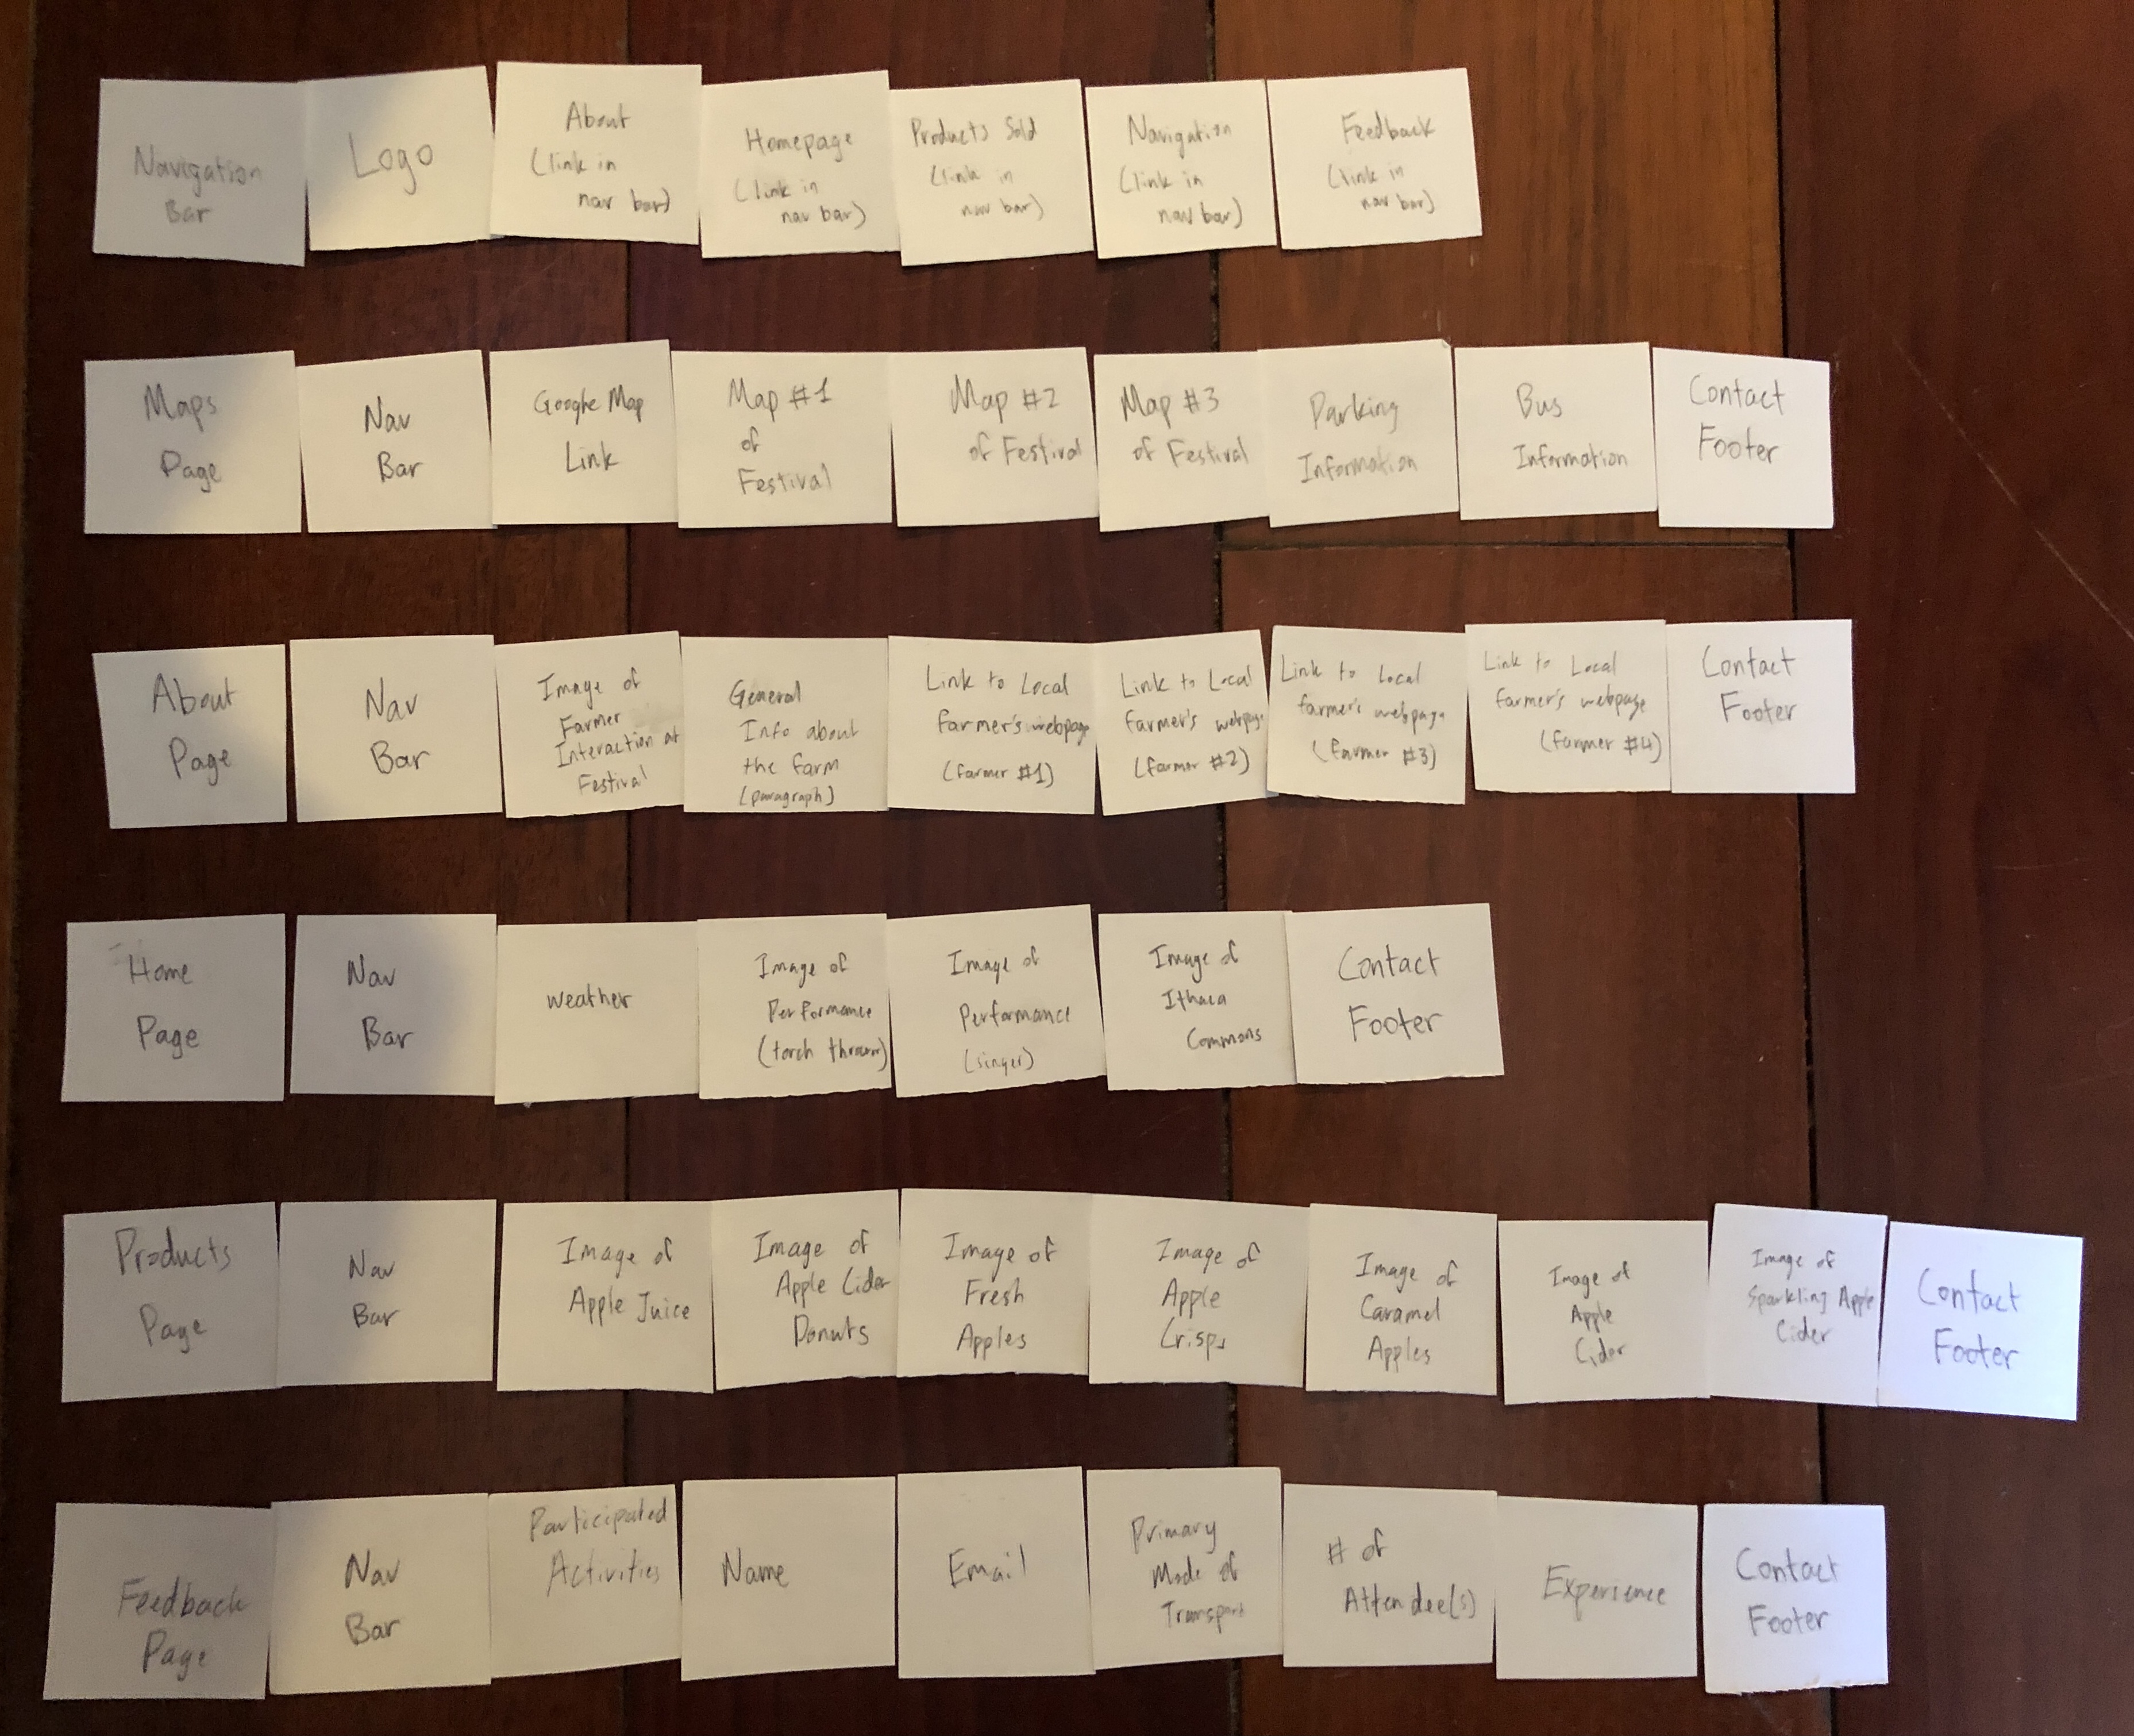 Navigation
Bar
Logo
About
(link in
nav bar)
Homepage
(link in
nav bar)
Products Sold
(link in
nav bar)
Navigation
(link in
nav bar)
Feedback
(link in
nav bar)
Maps
Page
Nav
Bar
Google Map
Link
Map #1
of
Festival
Map #2
of Festival
Map #3
of Festival
Parking
Information
Bus
Information
Contact
Footer
About
Page
Nav
Bar
Image of
Farmer
Interaction at
Festival
General
Info about
the farm
(paragraph)
Link to Local
farmer's webpage
(farmer #1)
Link to Local
farmer's webpage
(farmer #2)
Link to Local
farmer's webpage
(farmer #3)
Link to Local
farmer's webpage
(farmer #4)
Contact
Footer
Home
Page
Nav
Bar
weather
Image of
Performance
(torch thrower)
Image of
Performance
(singer)
Image of
Ithaca
Commons
Contact
Footer
Products
Page
Nav
Bar
Image of
Apple Juice
Image of
Apple Cider
Donuts
Image of
Fresh
Apples
Image of
Apple
Crisps
Image of
Caramel
Apples
Image of
Apple
Cider
Image of
Sparkling Apple
Cider
Contact
Footer
Feedback
Page
Nav
Bar
Participated
Activities
Name
Email
Primary
Mode of
Transport
# of
Attendee(s)
Experience
Contact
Footer